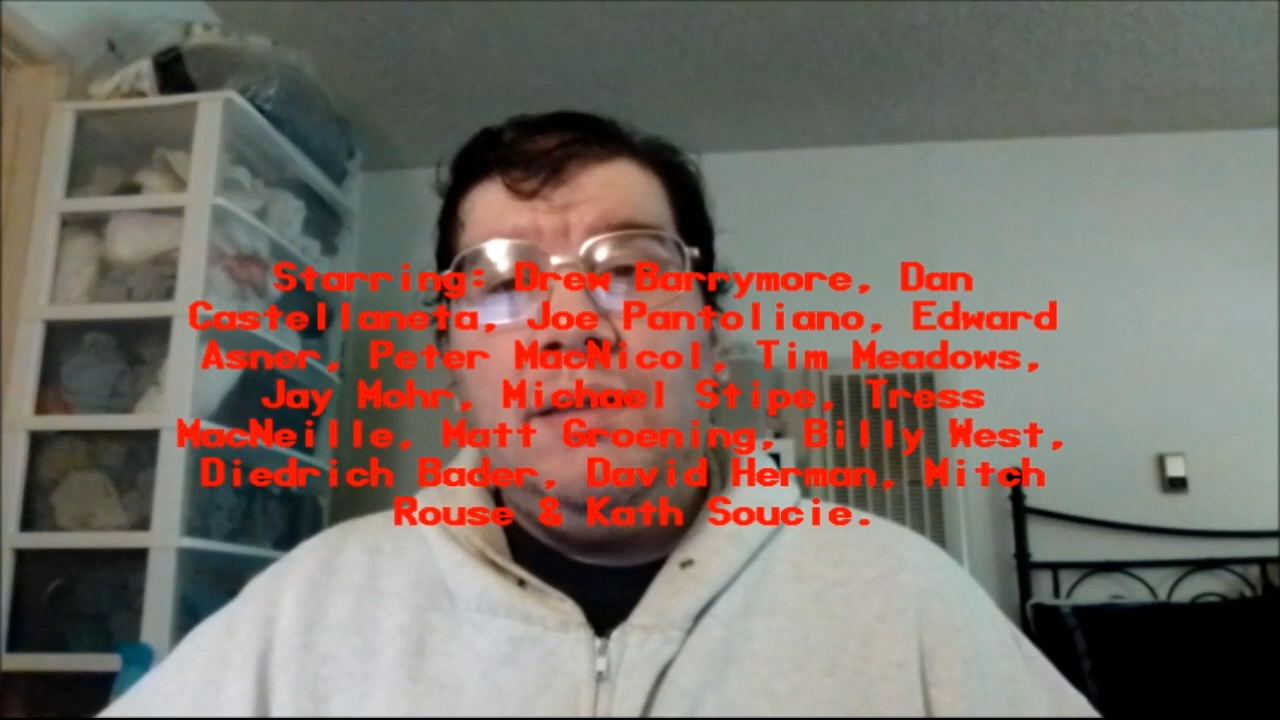 Starring: Drew Barrymore, Dan
Castellaneta, Joe Pantoliano, Edward
Asner, Peter MacNicol, Tim Meadows,
Jay Mohr, Michael Stipe, Tress
MacNeille, Matt Groening, Billy West,
Diedrich Bader, David Herman, Mitch
Rouse & Kath Soucie.